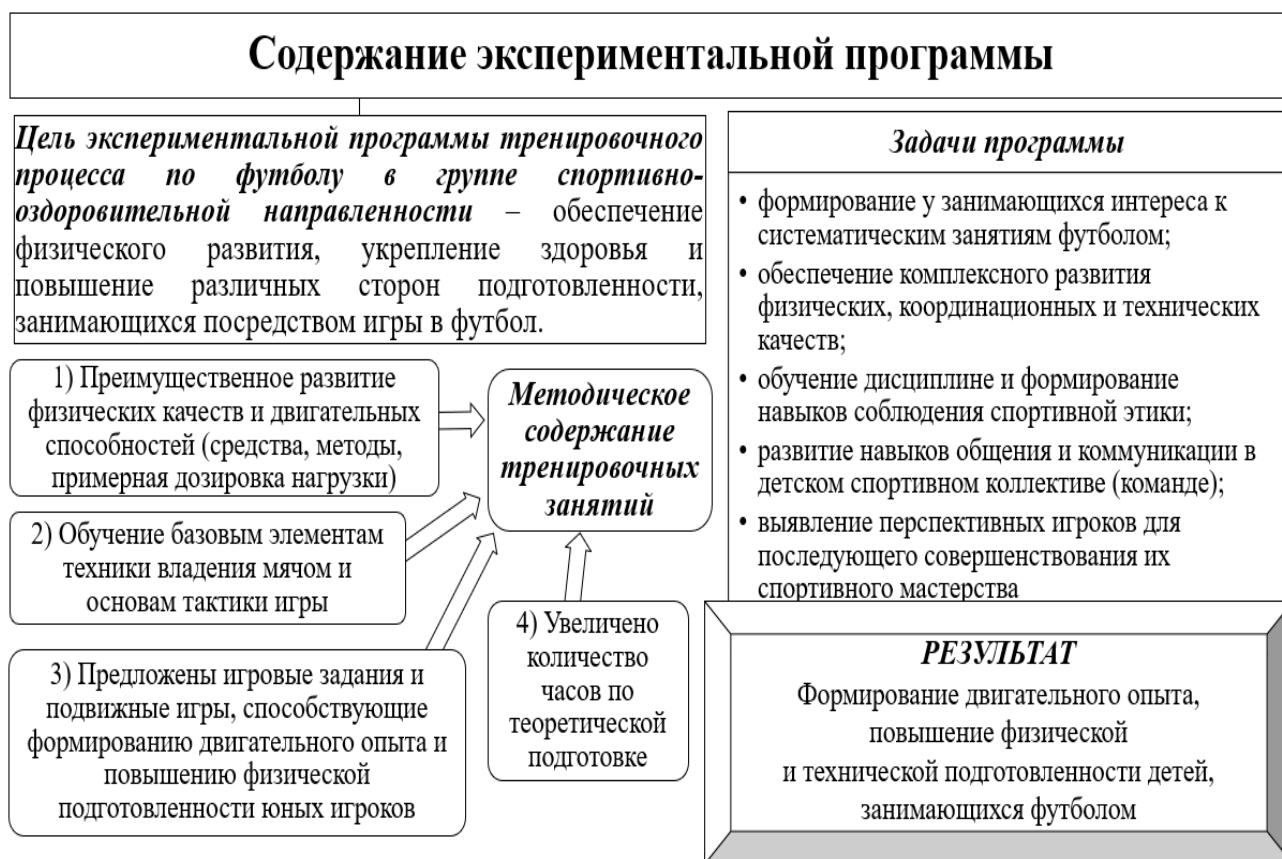 Содержание экспериментальной программы
Цель экспериментальной программы тренировочного
процесса по футболу в группе спортивно-
оздоровительной направленности – обеспечение
физического развития, укрепление здоровья и
повышение различных сторон подготовленности,
занимающихся посредством игры в футбол.
1) Преимущественное развитие
физических качеств и двигательных
способностей (средства, методы,
примерная дозировка нагрузки)
2) Обучение базовым элементам
техники владения мячом и
основам тактики игры
3) Предложены игровые задания и
подвижные игры, способствующие
формированию двигательного опыта и
повышению физической
подготовленности юных игроков
Методическое
содержание
тренировочных
занятий
4) Увеличено
количество
часов по
теоретической
подготовке
Задачи программы
• формирование у занимающихся интереса к
систематическим занятиям футболом;
• обеспечение комплексного развития
физических, координационных и технических
качеств;
• обучение дисциплине и формирование
навыков соблюдения спортивной этики;
• развитие навыков общения и коммуникации в
детском спортивном коллективе (команде);
• выявление перспективных игроков для
последующего совершенствования их
спортивного мастерства
РЕЗУЛЬТАТ
Формирование двигательного опыта,
повышение физической
и технической подготовленности детей,
занимающихся футболом